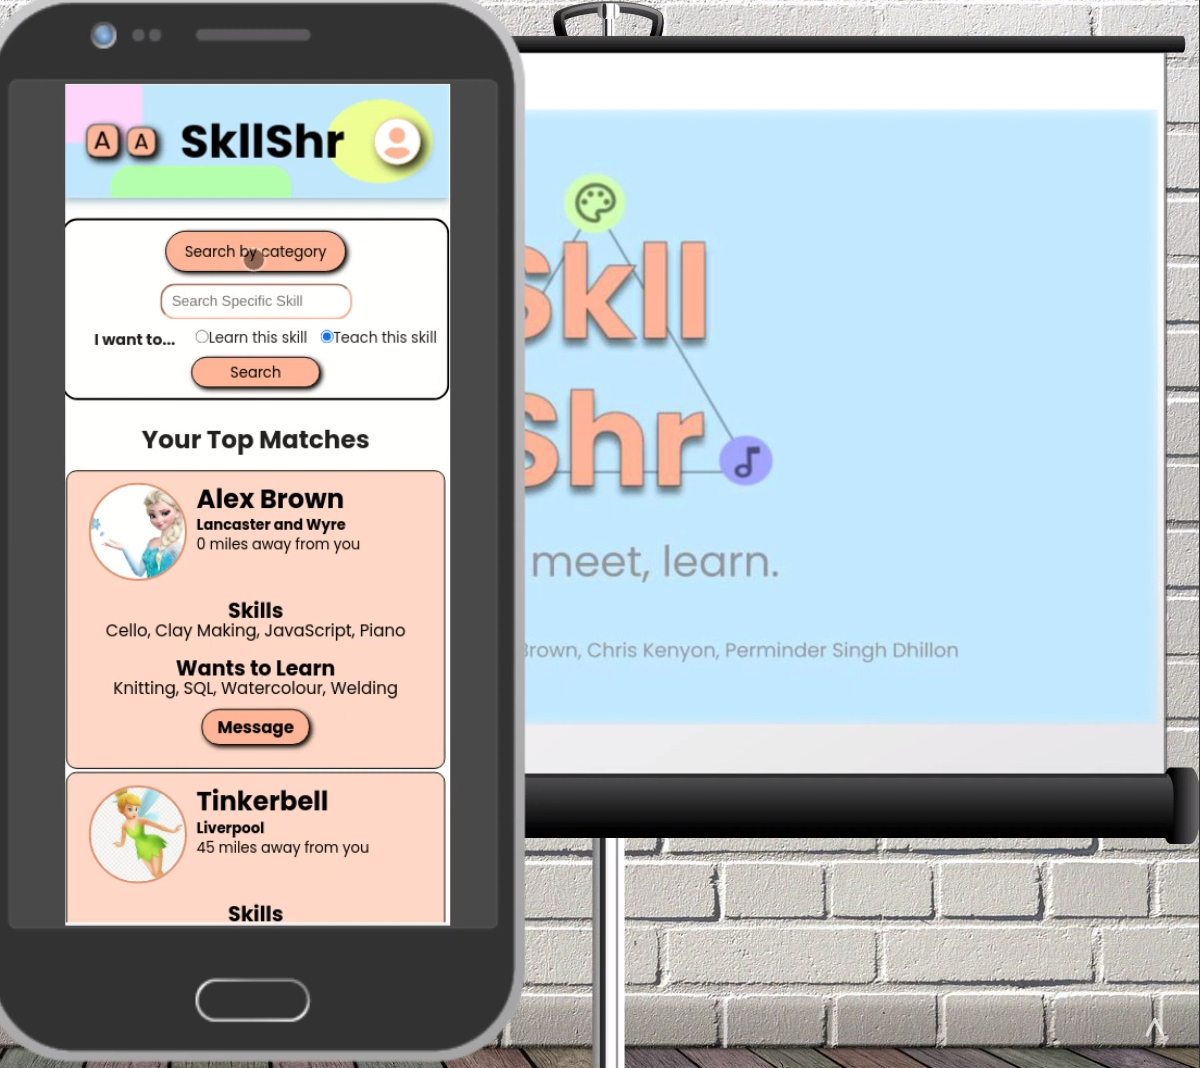 A A SkllShr
Search by category
Search Specific Skill
I want to... Learn this skill Teach this skill
Search
Your Top Matches
Alex Brown
Lancaster and Wyre
0 miles away from you
Skills
Cello, Clay Making, JavaScript, Piano
Wants to Learn
Knitting, SQL, Watercolour, Welding
Message
Tinkerbell
Liverpool
45 miles away from you
Skills
Skll
Shr
meet, learn.
Brown, Chris Kenyon, Perminder Singh Dhillon